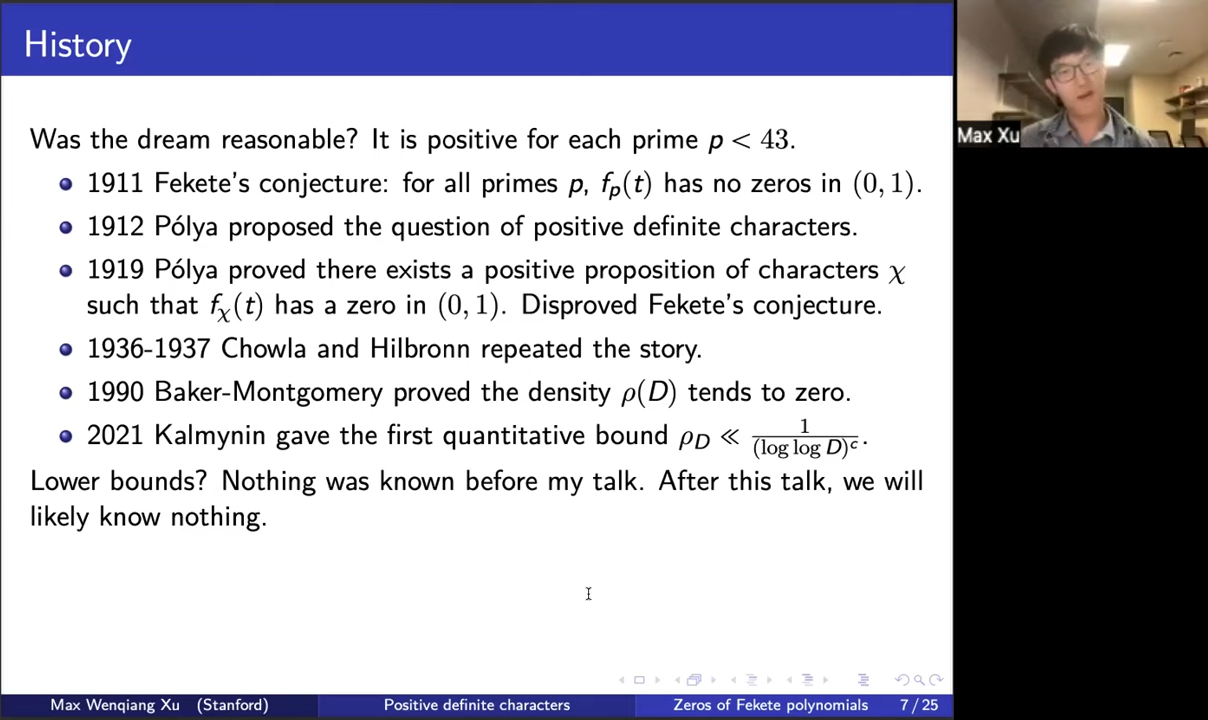 History
Was the dream reasonable? It is positive for each prime p < 43.
1911 Fekete's conjecture: for all primes p, fₚ(t) has no zeros in (0, 1).
1912 Pólya proposed the question of positive definite characters.
1919 Pólya proved there exists a positive proposition of characters χ
such that f_χ(t) has a zero in (0, 1). Disproved Fekete's conjecture.
1936-1937 Chowla and Hilbronn repeated the story.
1990 Baker-Montgomery proved the density ρ(D) tends to zero.
2021 Kalmynin gave the first quantitative bound ρ_D ≪ 1/(log log D)^c.
Lower bounds? Nothing was known before my talk. After this talk, we will
likely know nothing.
Max Xu
Max Wenqiang Xu (Stanford) Positive definite characters Zeros of Fekete polynomials 7 / 25